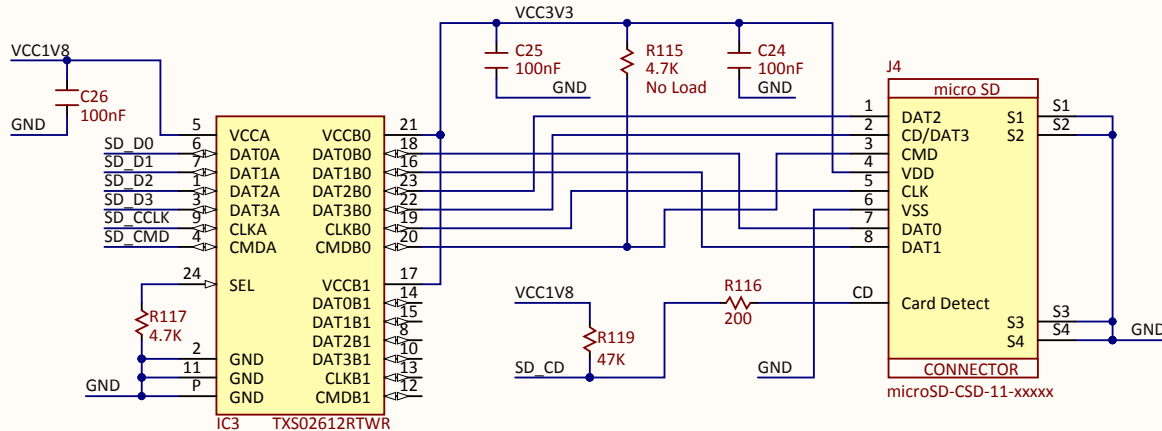 VCC3V3
VCC1V8
C26
100nF
GND
C25
100nF
GND
R115
4.7K
No Load
C24
100nF
GND
J4
micro SD
5 VCCA VCCB0 21
SD_D0 6 DAT0A DAT0B0 18
SD_D1 7 DAT1A DAT1B0 16
SD_D2 1 DAT2A DAT2B0 23
SD_D3 3 DAT3A DAT3B0 22
SD_CCLK 9 CLKA CLKB0 19
SD_CMD 4 CMDA CMDB0 20
24 SEL VCCB1 17
DAT0B1 14
DAT1B1 15
DAT2B1 8
2 GND DAT3B1 10
11 GND CLKB1 13
GND P GND CMDB1 12
R117
4.7K
IC3 TXS02612RTWR
1 DAT2 S1 S1
2 CD/DAT3 S2 S2
3 CMD
4 VDD
5 CLK
6 VSS
7 DAT0
8 DAT1
VCC1V8
R119
47K
SD_CD
R116
200
CD Card Detect
GND
S3 S3
S4 S4
GND
CONNECTOR
microSD-CSD-11-xxxxx